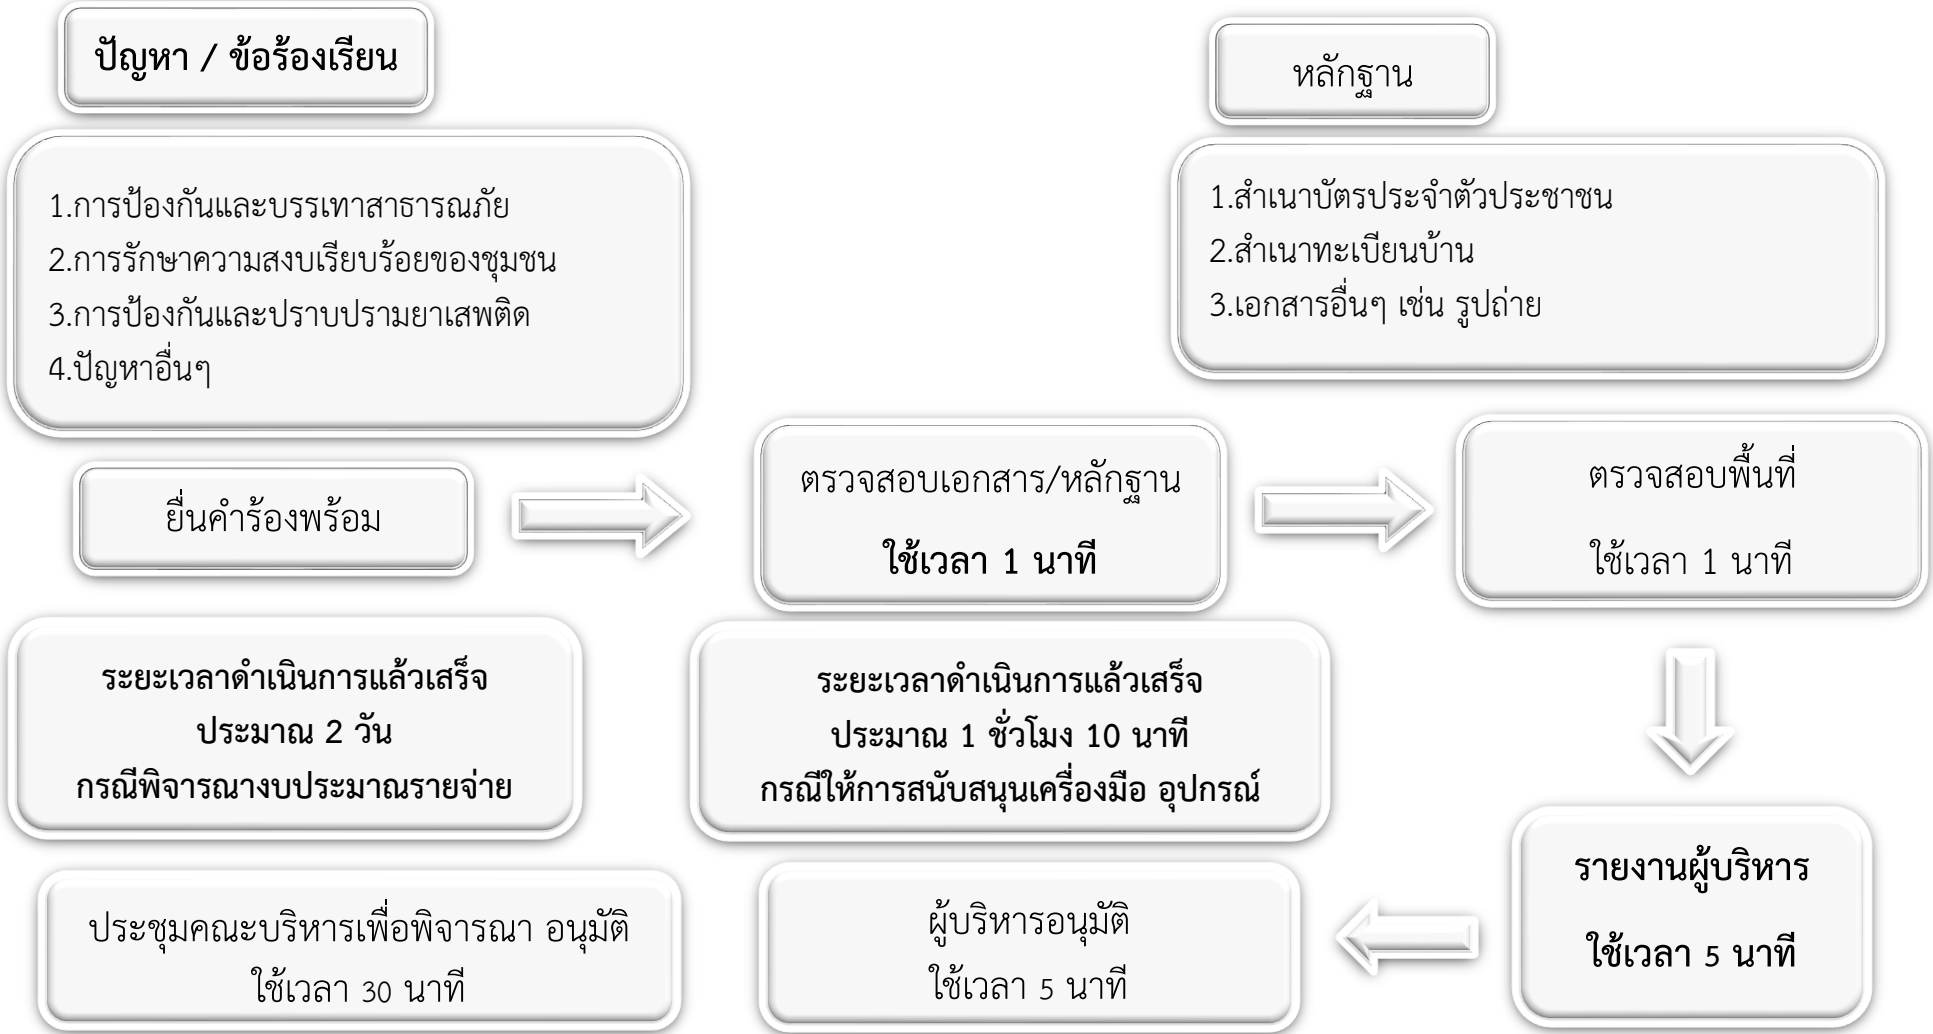 ปัญหา / ข้อร้องเรียน
หลักฐาน
1.การป้องกันและบรรเทาสาธารณภัย
2.การรักษาความสงบเรียบร้อยของชุมชน
3.การป้องกันและปราบปรามยาเสพติด
4.ปัญหาอื่นๆ
1.สำเนาบัตรประจำตัวประชาชน
2.สำเนาทะเบียนบ้าน
3.เอกสารอื่นๆ เช่น รูปถ่าย
ยื่นคำร้องพร้อม
ตรวจสอบเอกสาร/หลักฐาน
ใช้เวลา 1 นาที
ตรวจสอบพื้นที่
ใช้เวลา 1 นาที
ระยะเวลาดำเนินการแล้วเสร็จ
ประมาณ 2 วัน
กรณีพิจารณางบประมาณรายจ่าย
ระยะเวลาดำเนินการแล้วเสร็จ
ประมาณ 1 ชั่วโมง 10 นาที
กรณีให้การสนับสนุนเครื่องมือ อุปกรณ์
รายงานผู้บริหาร
ใช้เวลา 5 นาที
ผู้บริหารอนุมัติ
ใช้เวลา 5 นาที
ประชุมคณะบริหารเพื่อพิจารณา อนุมัติ
ใช้เวลา 30 นาที